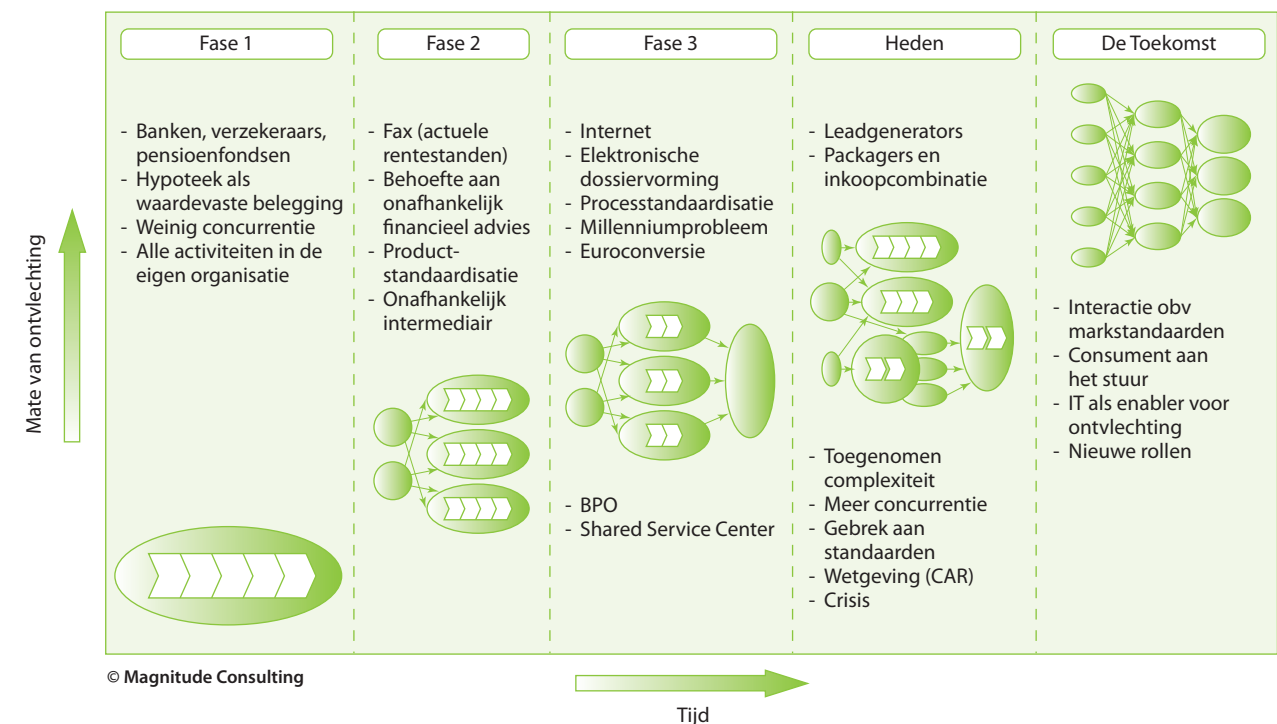 Fase 1
- Banken, verzekeraars,
pensioenfondsen
- Hypoteek als
waardevaste belegging
- Weinig concurrentie
- Alle activiteiten in de
eigen organisatie
Fase 2
- Fax (actuele
rentestanden)
- Behoefte aan
onafhankelijk
financieel advies
- Product-
standaardisatie
- Onafhankelijk
intermediair
Fase 3
- Internet
- Elektronische
dossiervorming
- Processtandaardisatie
- Millenniumprobleem
- Euroconversie
- BPO
- Shared Service Center
Heden
- Leadgenerators
- Packagers en
inkoopcombinatie
- Toegenomen
complexiteit
- Meer concurrentie
- Gebrek aan
standaarden
- Wetgeving (CAR)
- Crisis
De Toekomst
- Interactie obv
markstandaarden
- Consument aan
het stuur
- IT als enabler voor
ontvlechting
- Nieuwe rollen
Mate van ontvlechting
© Magnitude Consulting
Tijd